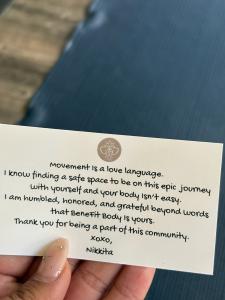 Movement is a love language.
I know finding a safe space to be on this epic journey
with yourself and your body isn't easy.
I am humbled, honored, and grateful beyond words
that BeneFit Body is yours.
Thank you for being a part of this community.
xoxo,
Nikkita